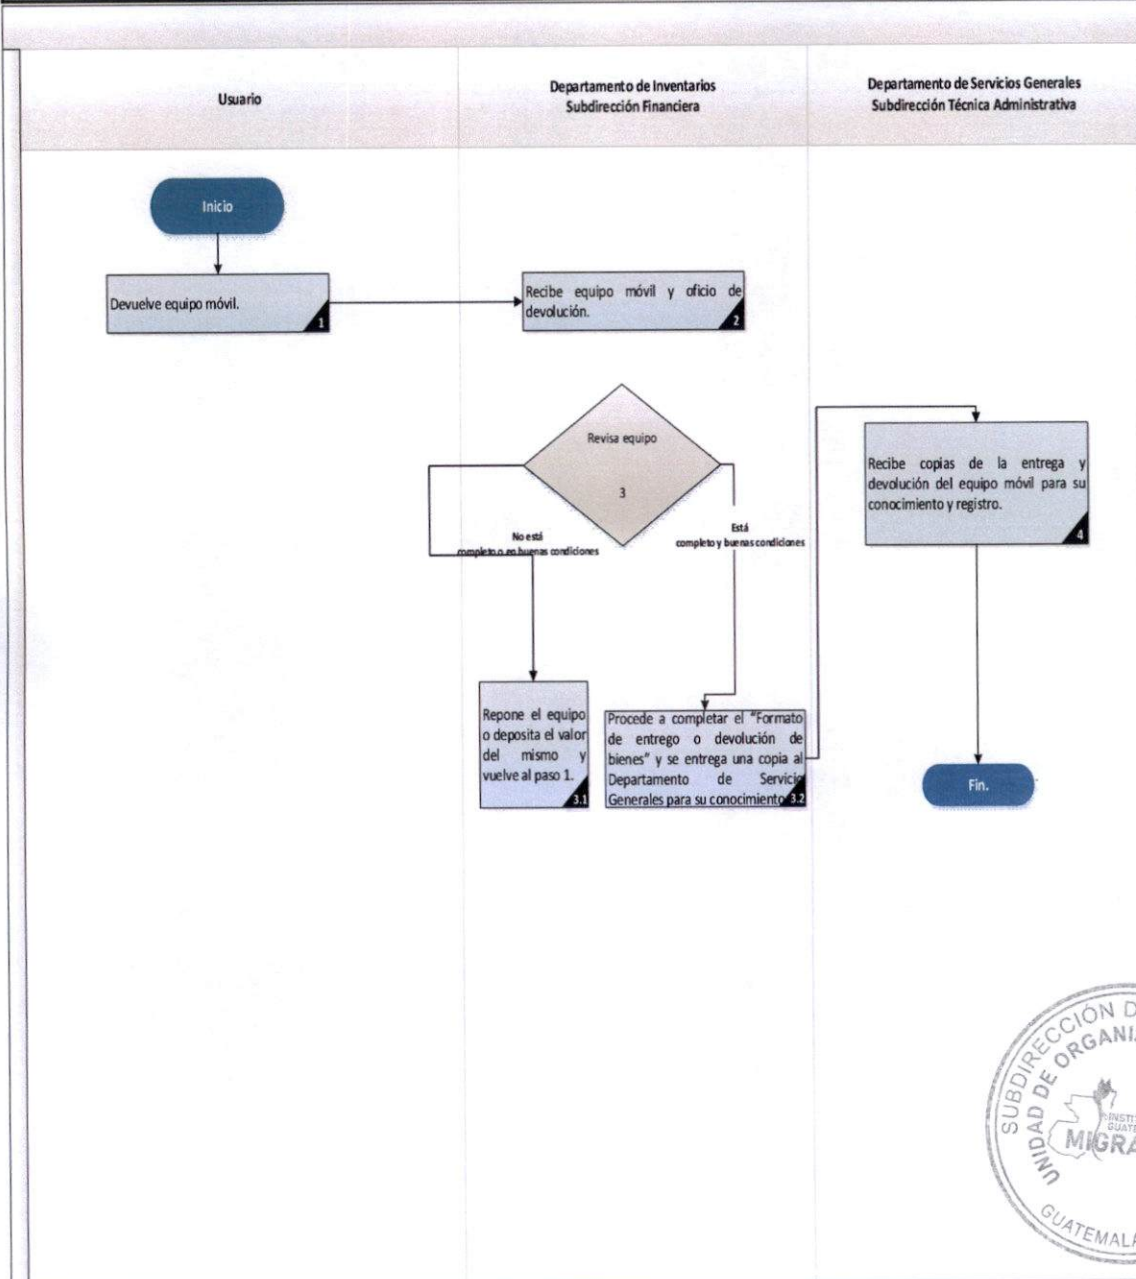 Usuario
Departamento de Inventarios
Subdirección Financiera
Departamento de Servicios Generales
Subdirección Técnica Administrativa
Inicio
Devuelve equipo móvil.
1
Recibe equipo móvil y oficio de
devolución.
2
Revisa equipo
3
No está
completo o en buenas condiciones
Está
completo y buenas condiciones
Recibe copias de la entrega y
devolución del equipo móvil para su
conocimiento y registro.
4
Repone el equipo
o deposita el valor
del mismo y
vuelve al paso 1.
3.1
Procede a completar el "Formato
de entrego o devolución de
bienes" y se entrega una copia al
Departamento de Servicio
Generales para su conocimiento
3.2
Fin.
SUBDIRECCIÓN D
UNIDAD DE ORGANI
INSTI
GUATE
MIGRA
GUATEMALA